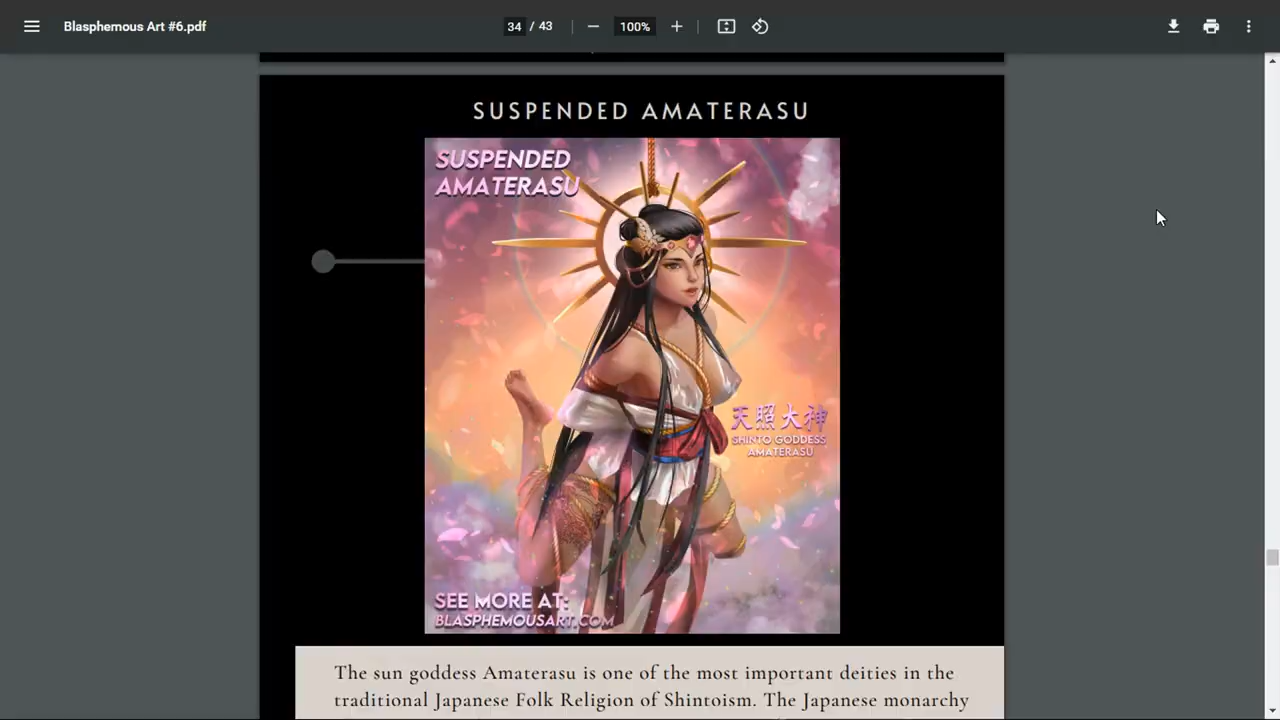 Blasphemous Art #6.pdf
34 / 43
100%
SUSPENDED AMATERASU
SUSPENDED
AMATERASU
天照大神
SHINTO GODDESS
AMATERASU
SEE MORE AT:
BLASPHEMOUSART.COM
The sun goddess Amaterasu is one of the most important deities in the
traditional Japanese Folk Religion of Shintoism. The Japanese monarchy